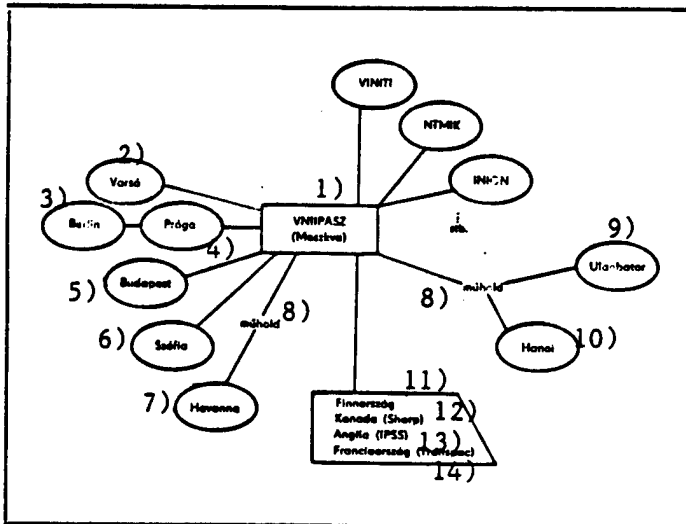 VINITI
NTMIK
INION
2)
Varsó
3)
Berlin
Prága
4)
1)
VNIIPASZ
(Moszkva)
stb.
9)
Ulanbator
5)
Budapest
8)
műhold
8)
műhold
6)
Szófia
Hanoi
10)
7)
Havanna
11)
Finnország
Kanada (Sharp) 12)
Anglia (IPSS) 13)
Franciaország (Transpac)
14)